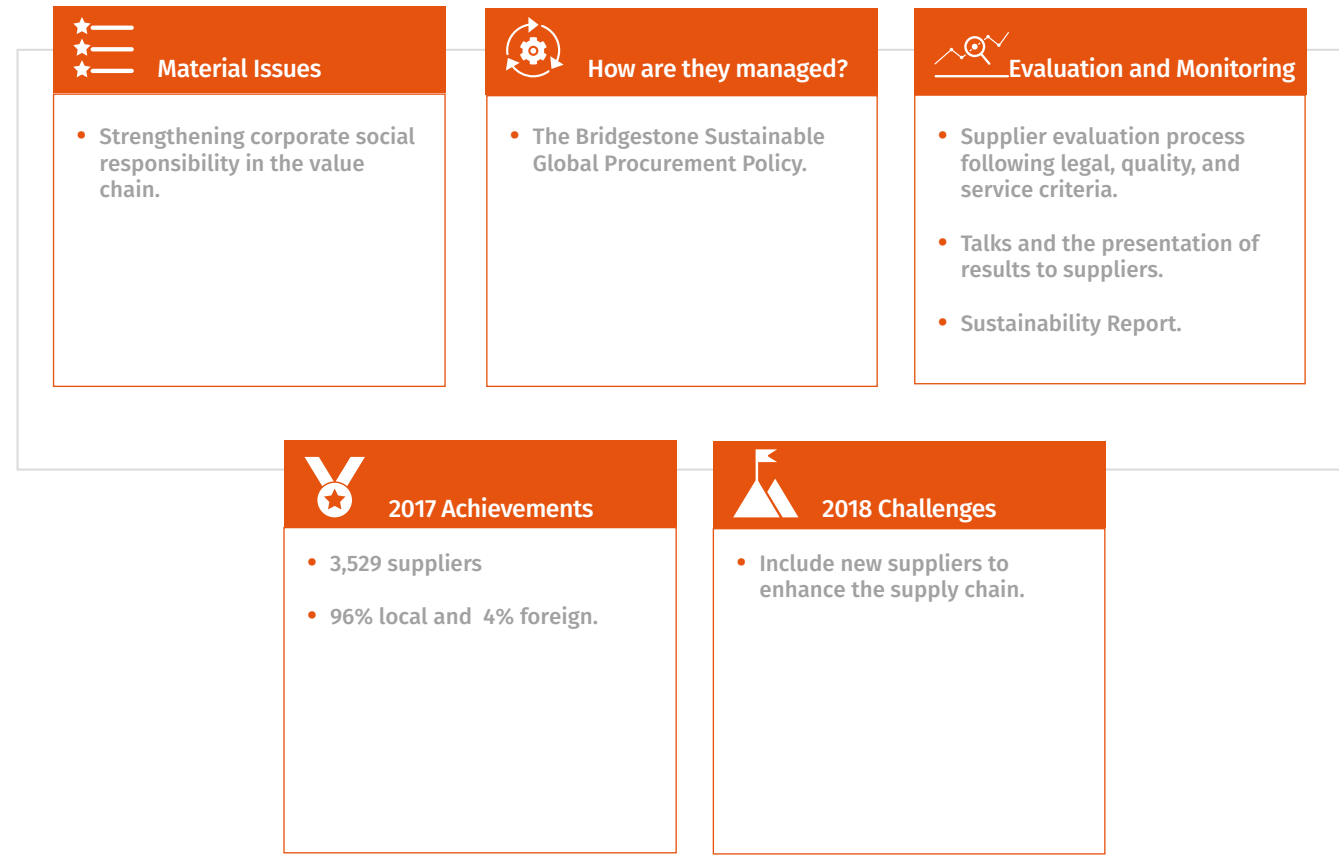 Material Issues
• Strengthening corporate social
responsibility in the value
chain.
How are they managed?
• The Bridgestone Sustainable
Global Procurement Policy.
Evaluation and Monitoring
• Supplier evaluation process
following legal, quality, and
service criteria.
• Talks and the presentation of
results to suppliers.
• Sustainability Report.
2017 Achievements
• 3,529 suppliers
• 96% local and 4% foreign.
2018 Challenges
• Include new suppliers to
enhance the supply chain.